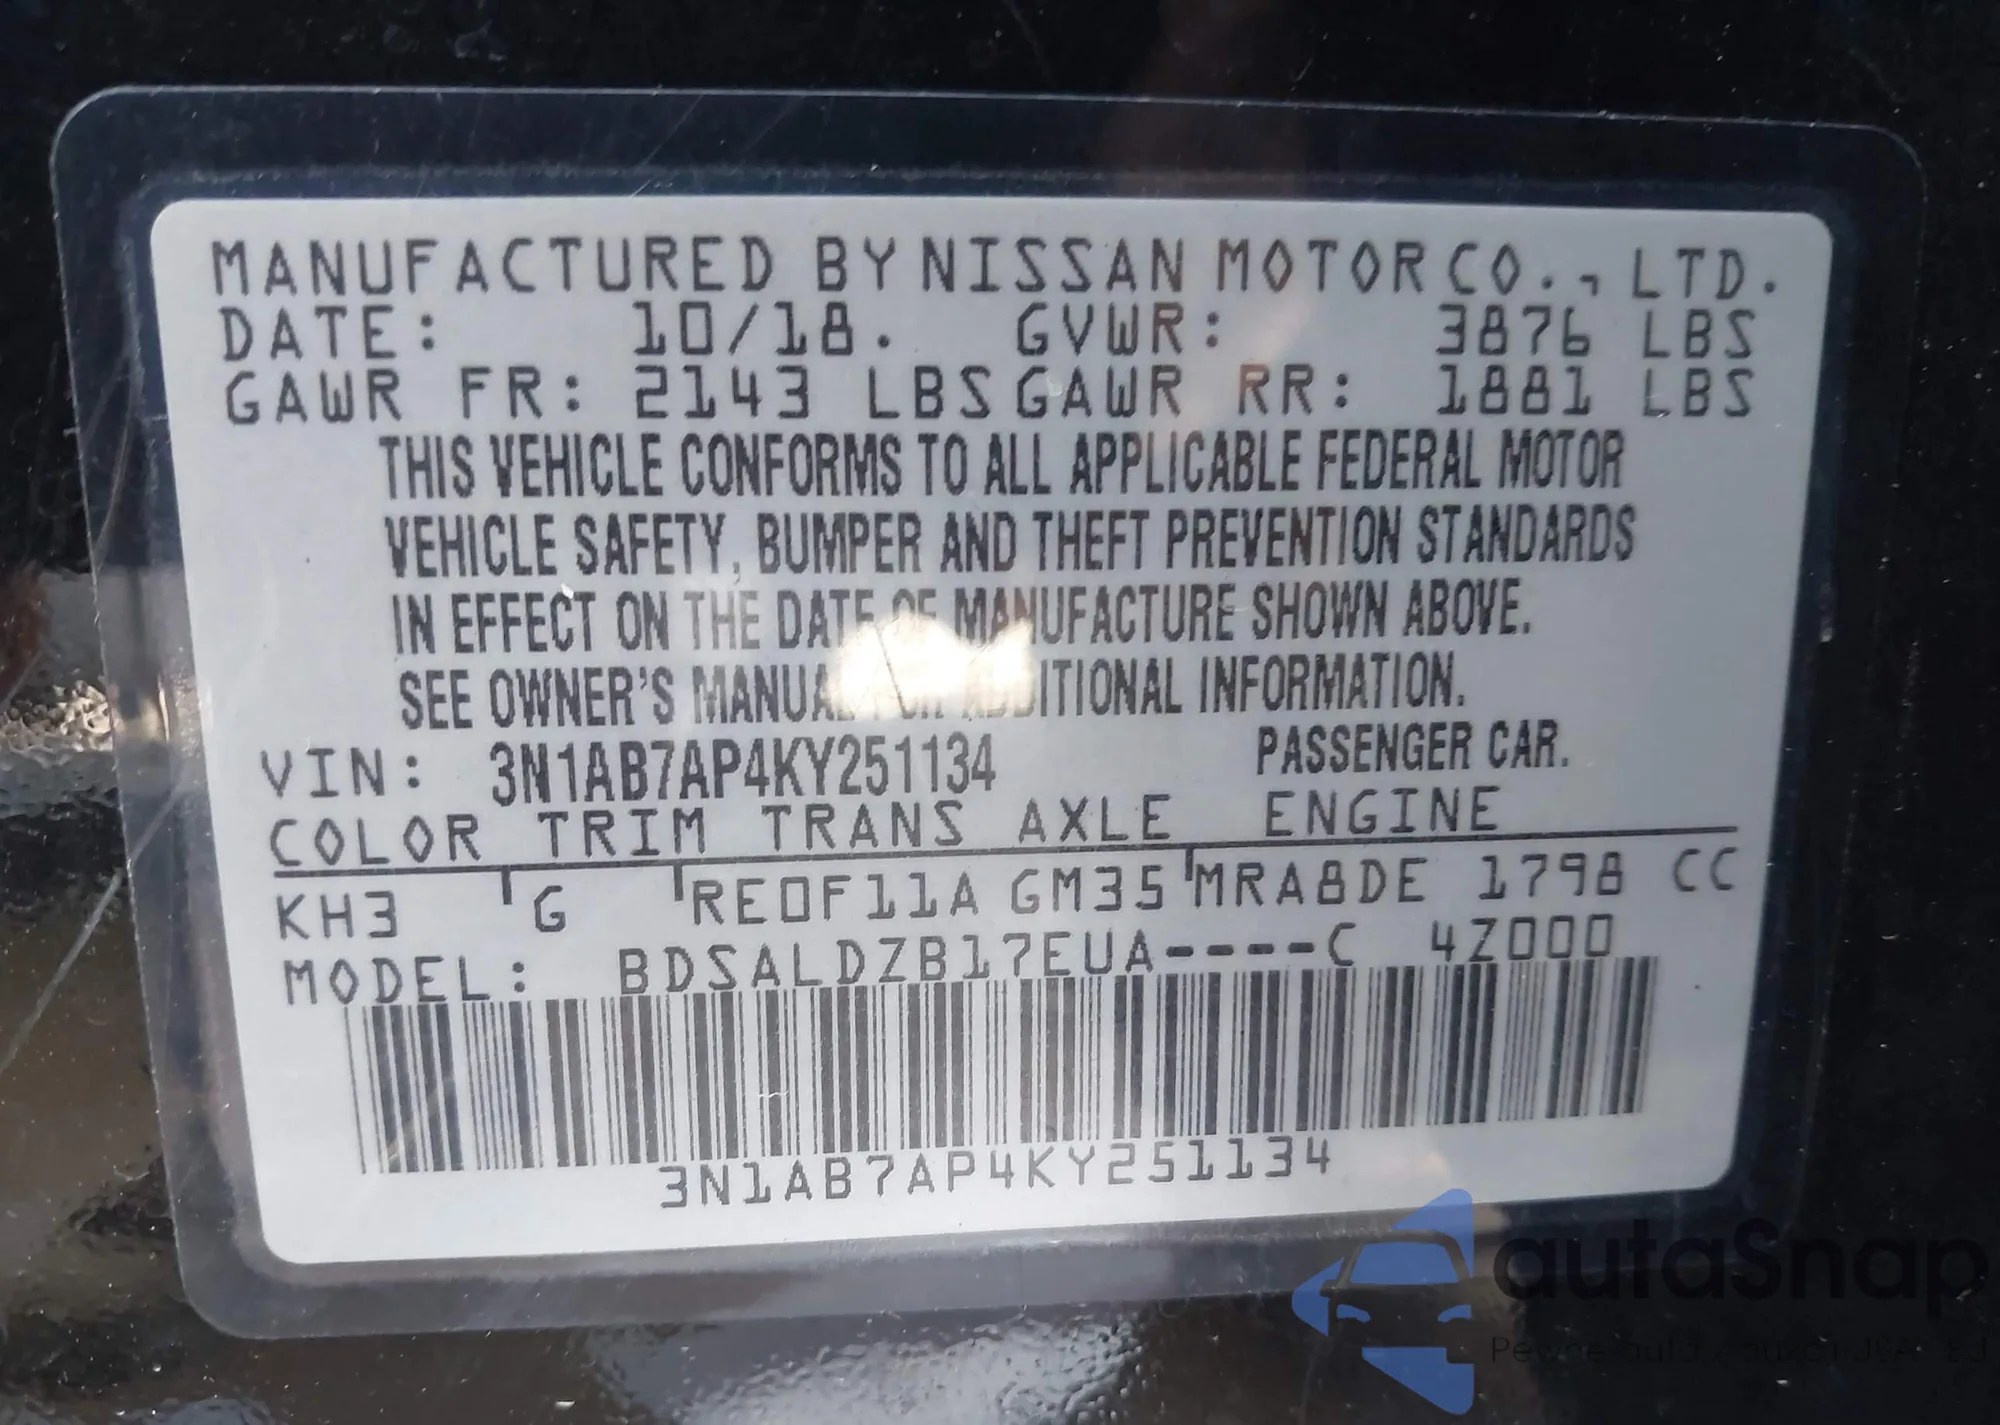 MANUFACTURED BY NISSAN MOTOR CO., LTD.
DATE: 10/18. GVWR: 3876 LBS
GAWR FR: 2143 LBS GAWR RR: 1881 LBS
THIS VEHICLE CONFORMS TO ALL APPLICABLE FEDERAL MOTOR
VEHICLE SAFETY, BUMPER AND THEFT PREVENTION STANDARDS
IN EFFECT ON THE DATE OF MANUFACTURE SHOWN ABOVE.
SEE OWNER'S MANUAL FOR ADDITIONAL INFORMATION.
VIN: 3N1AB7AP4KY251134 PASSENGER CAR.
COLOR TRIM TRANS AXLE ENGINE
KH3 G RE0F11A GM35 MRA8DE 1798 CC
MODEL: BDSALDZB17EUA----C 4Z000
3N1AB7AP4KY251134
autaSnap